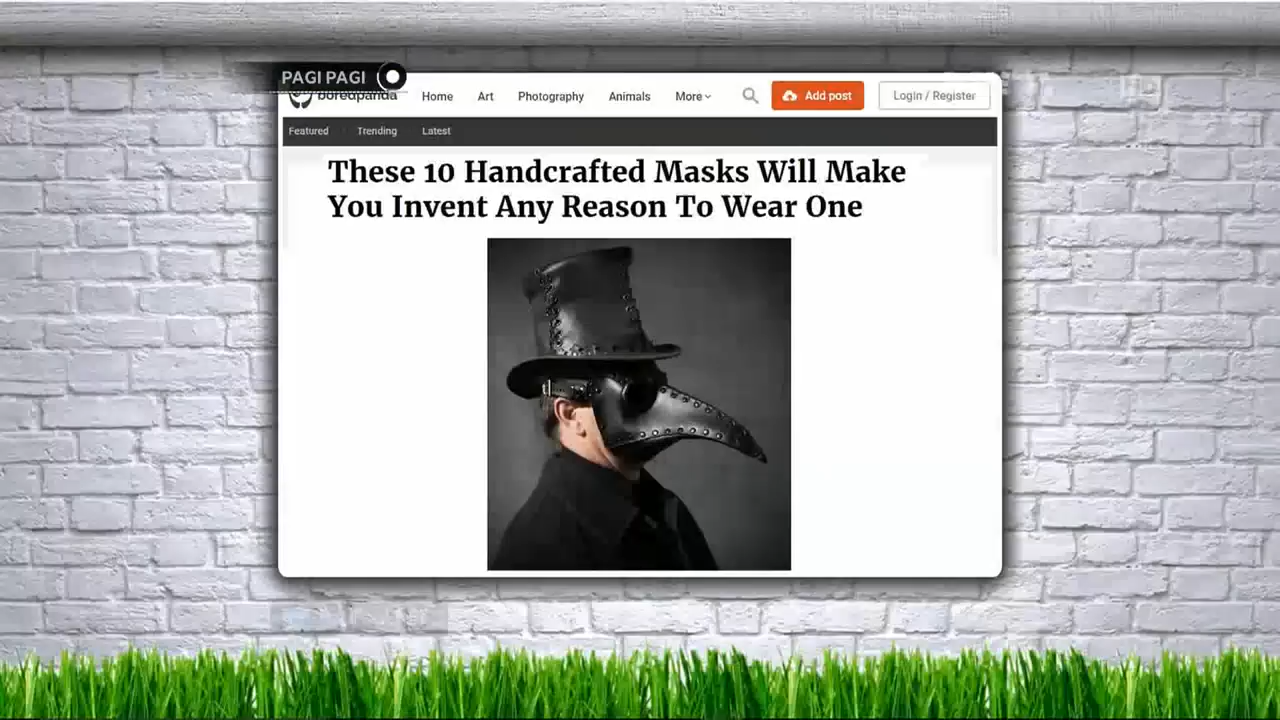 PAGI PAGI
boredpanda
Home Art Photography Animals More Add post Login / Register
Featured Trending Latest
These 10 Handcrafted Masks Will Make
You Invent Any Reason To Wear One